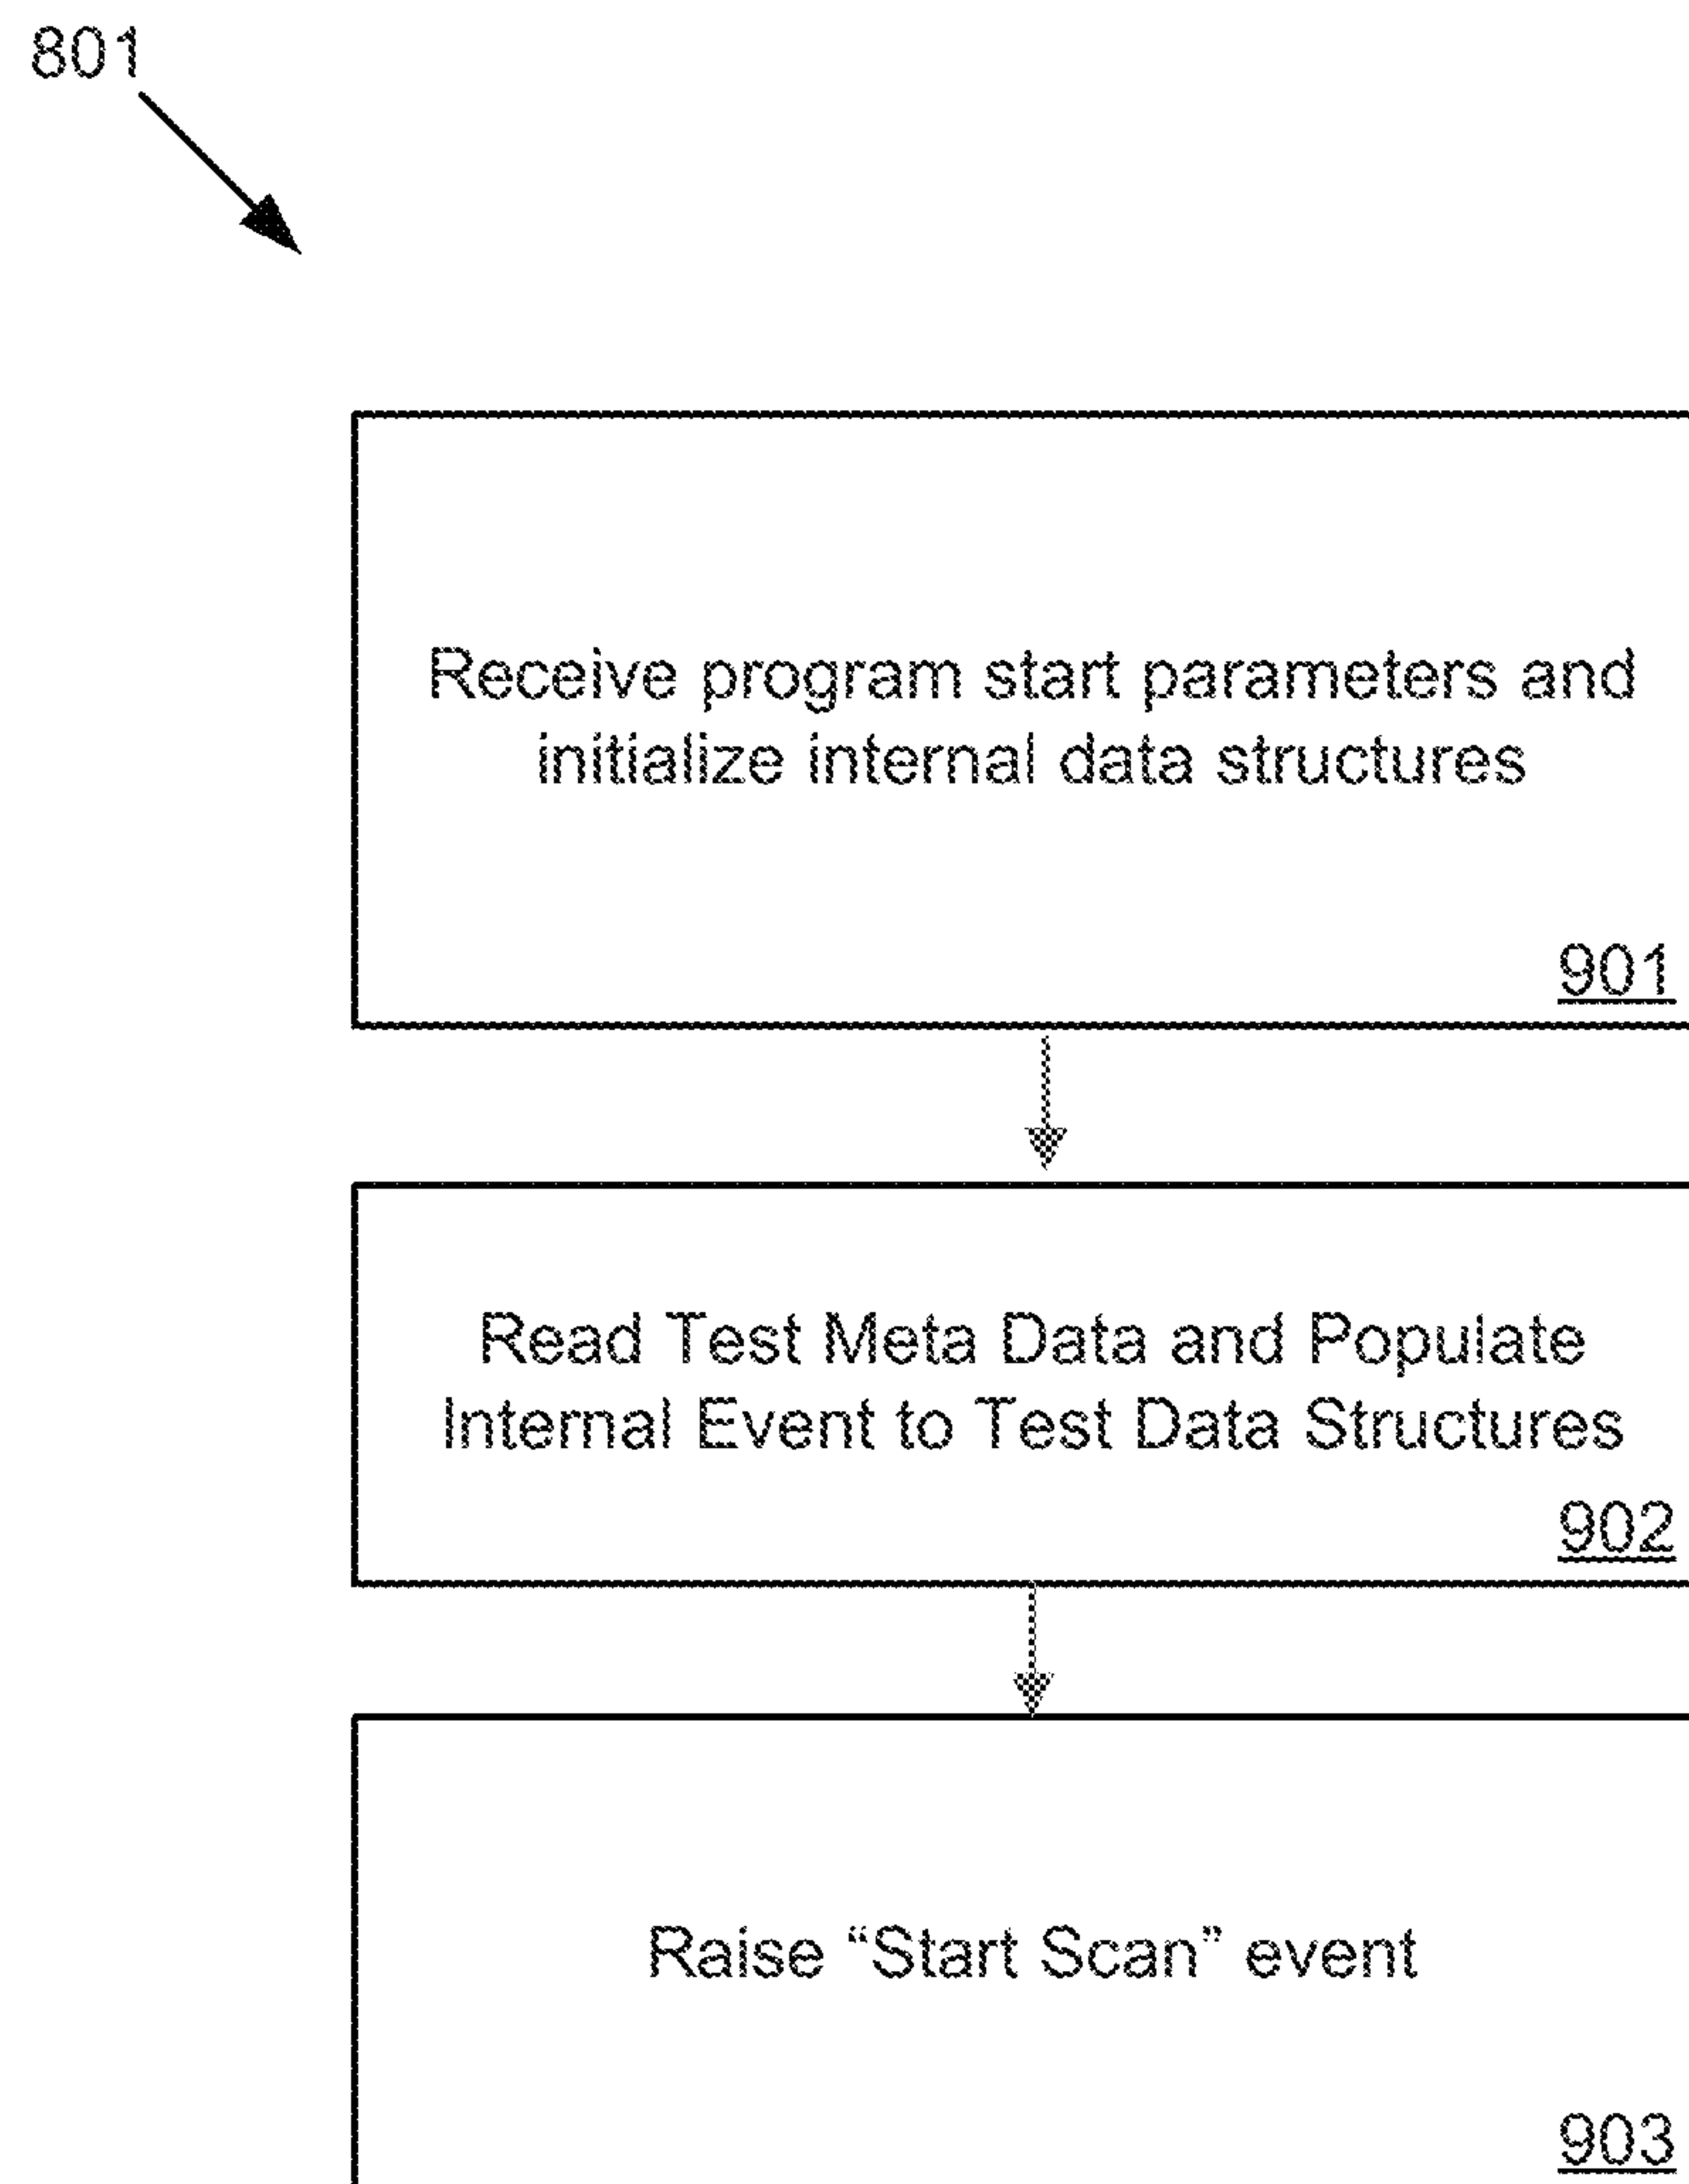 801
Receive program start parameters and
initialize internal data structures
901
Read Test Meta Data and Populate
Internal Event to Test Data Structures
902
Raise “Start Scan” event
903